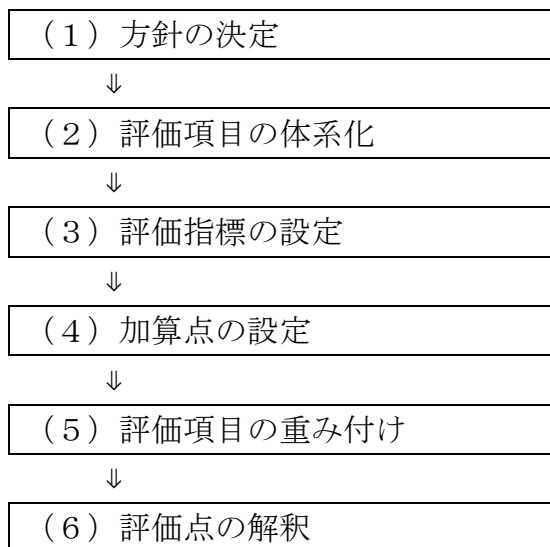 （１）方針の決定
⇓
（２）評価項目の体系化
⇓
（３）評価指標の設定
⇓
（４）加算点の設定
⇓
（５）評価項目の重み付け
⇓
（６）評価点の解釈